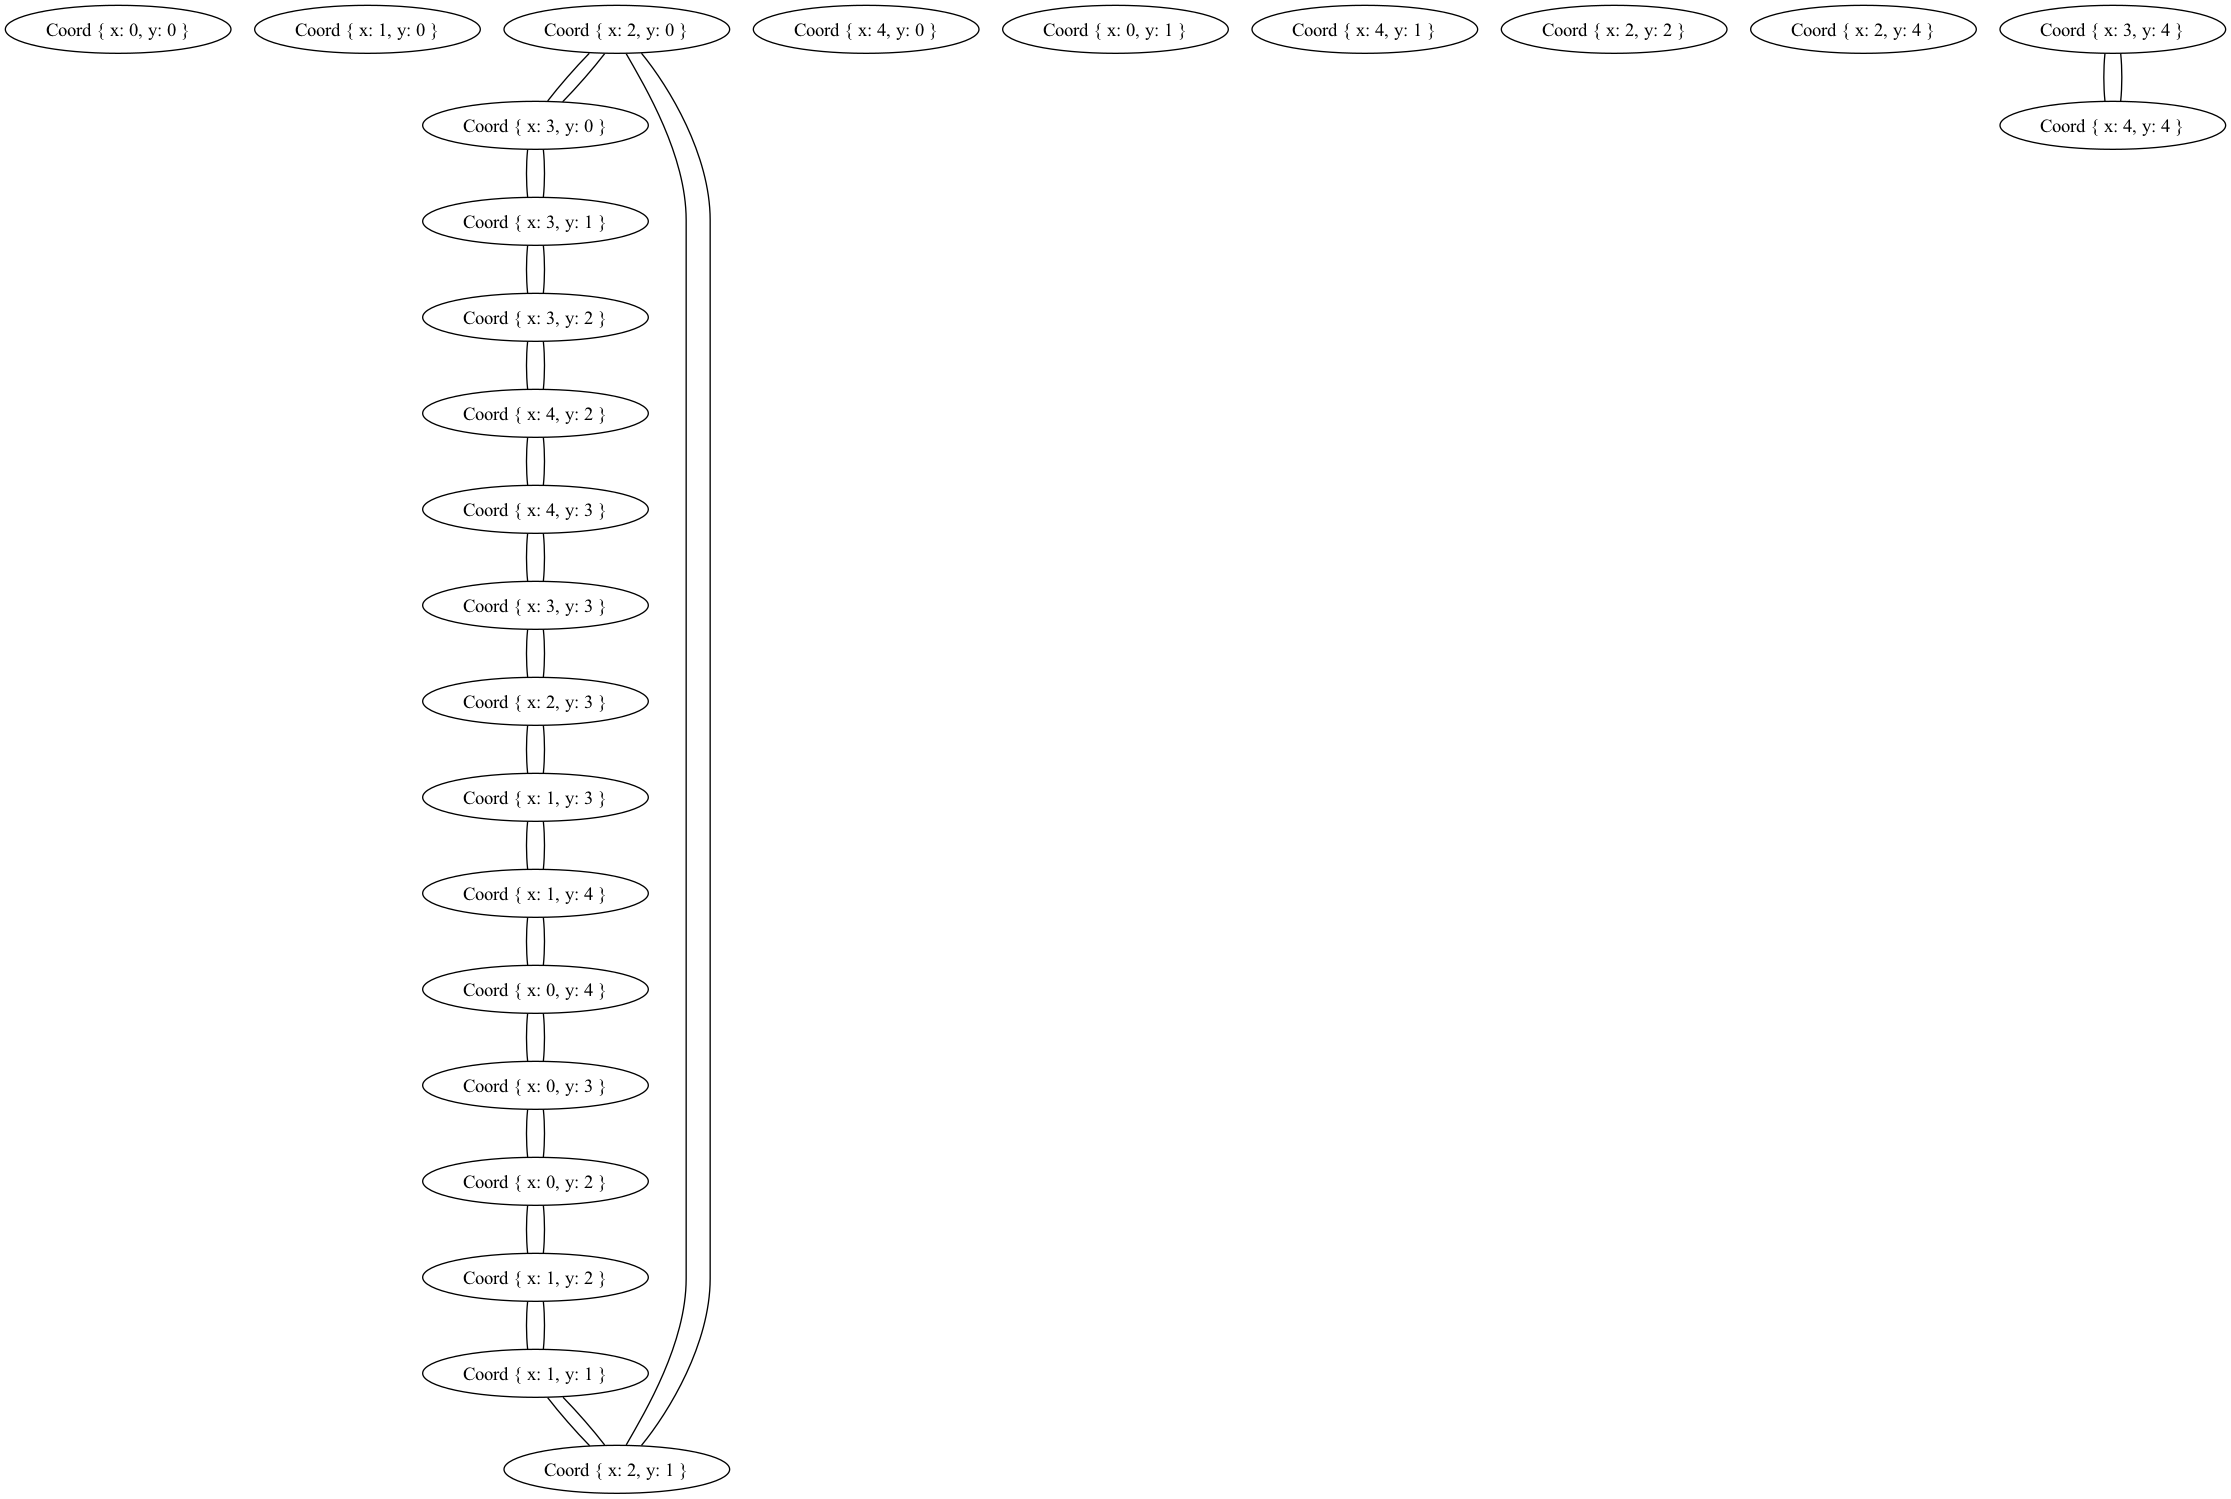 Coord { x: 0, y: 0 }
Coord { x: 1, y: 0 }
Coord { x: 2, y: 0 }
Coord { x: 4, y: 0 }
Coord { x: 0, y: 1 }
Coord { x: 4, y: 1 }
Coord { x: 2, y: 2 }
Coord { x: 2, y: 4 }
Coord { x: 3, y: 4 }
Coord { x: 3, y: 0 }
Coord { x: 4, y: 4 }
Coord { x: 3, y: 1 }
Coord { x: 3, y: 2 }
Coord { x: 4, y: 2 }
Coord { x: 4, y: 3 }
Coord { x: 3, y: 3 }
Coord { x: 2, y: 3 }
Coord { x: 1, y: 3 }
Coord { x: 1, y: 4 }
Coord { x: 0, y: 4 }
Coord { x: 0, y: 3 }
Coord { x: 0, y: 2 }
Coord { x: 1, y: 2 }
Coord { x: 1, y: 1 }
Coord { x: 2, y: 1 }